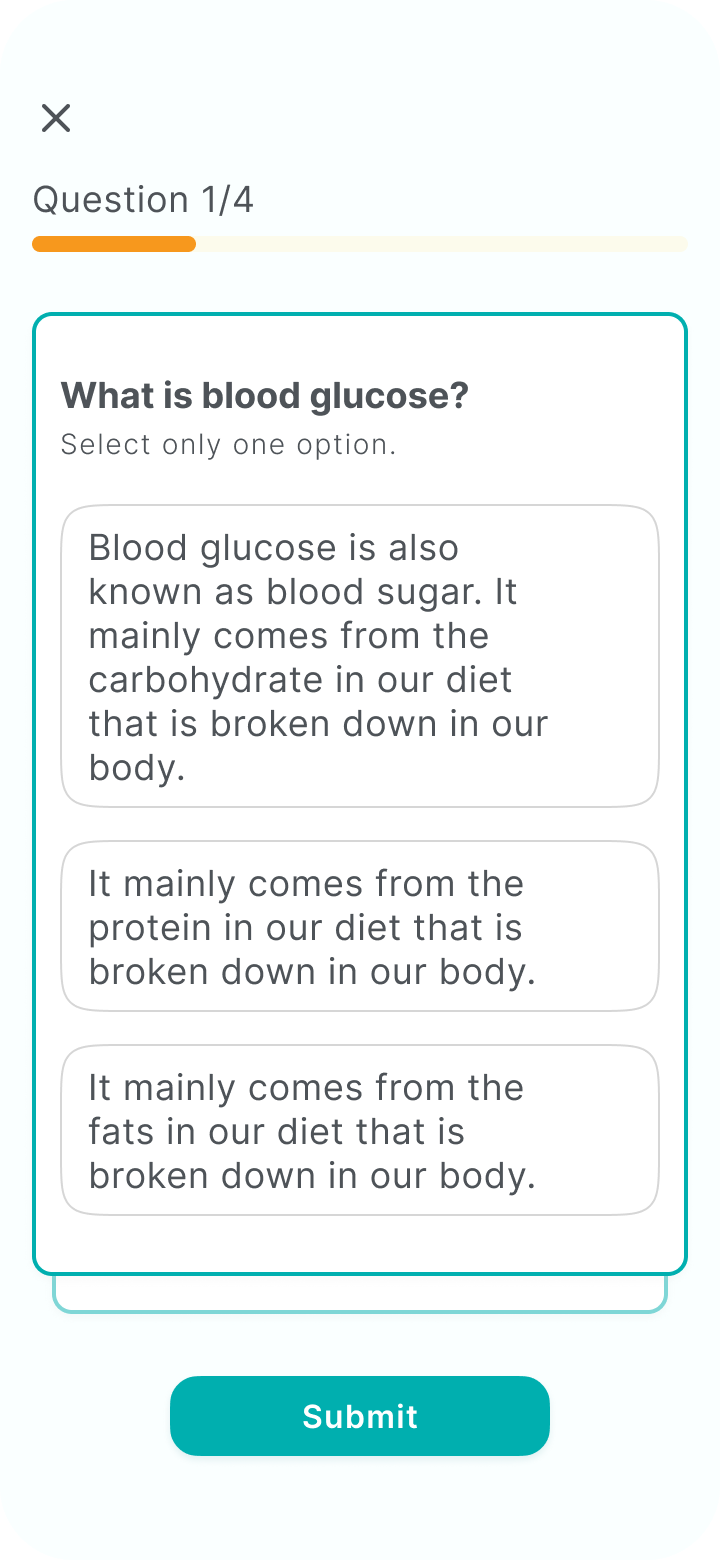 Question 1/4
What is blood glucose?
Select only one option.
Blood glucose is also
known as blood sugar. It
mainly comes from the
carbohydrate in our diet
that is broken down in our
body.
It mainly comes from the
protein in our diet that is
broken down in our body.
It mainly comes from the
fats in our diet that is
broken down in our body.
Submit